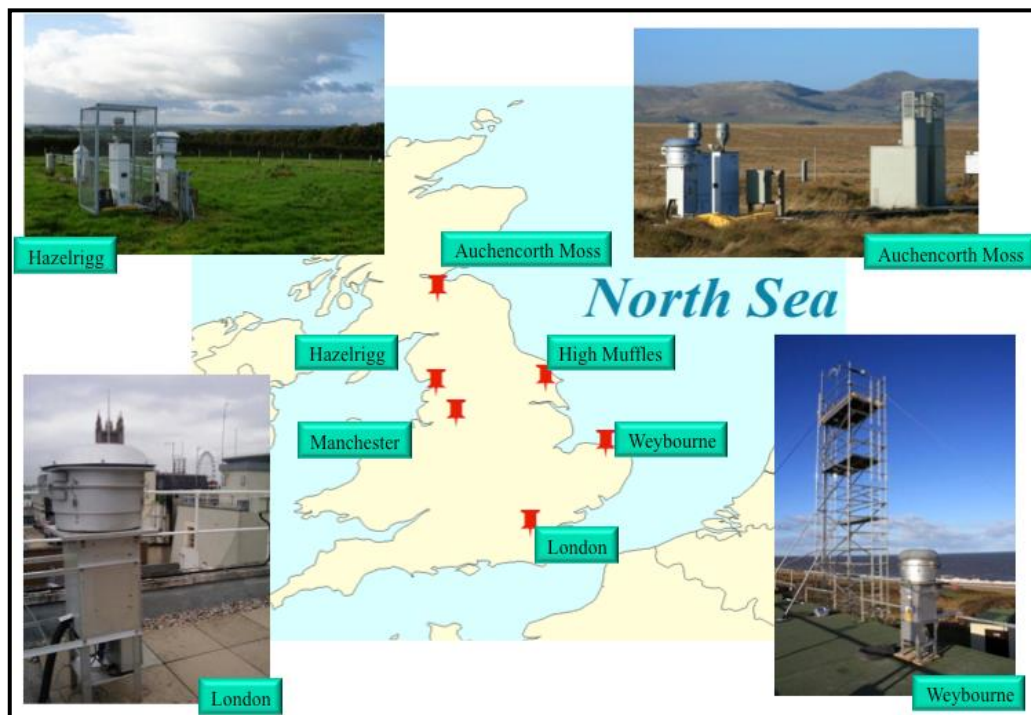 Hazelrigg
Auchencorth Moss
Auchencorth Moss
North Sea
Hazelrigg
High Muffles
Manchester
Weybourne
London
London
Weybourne